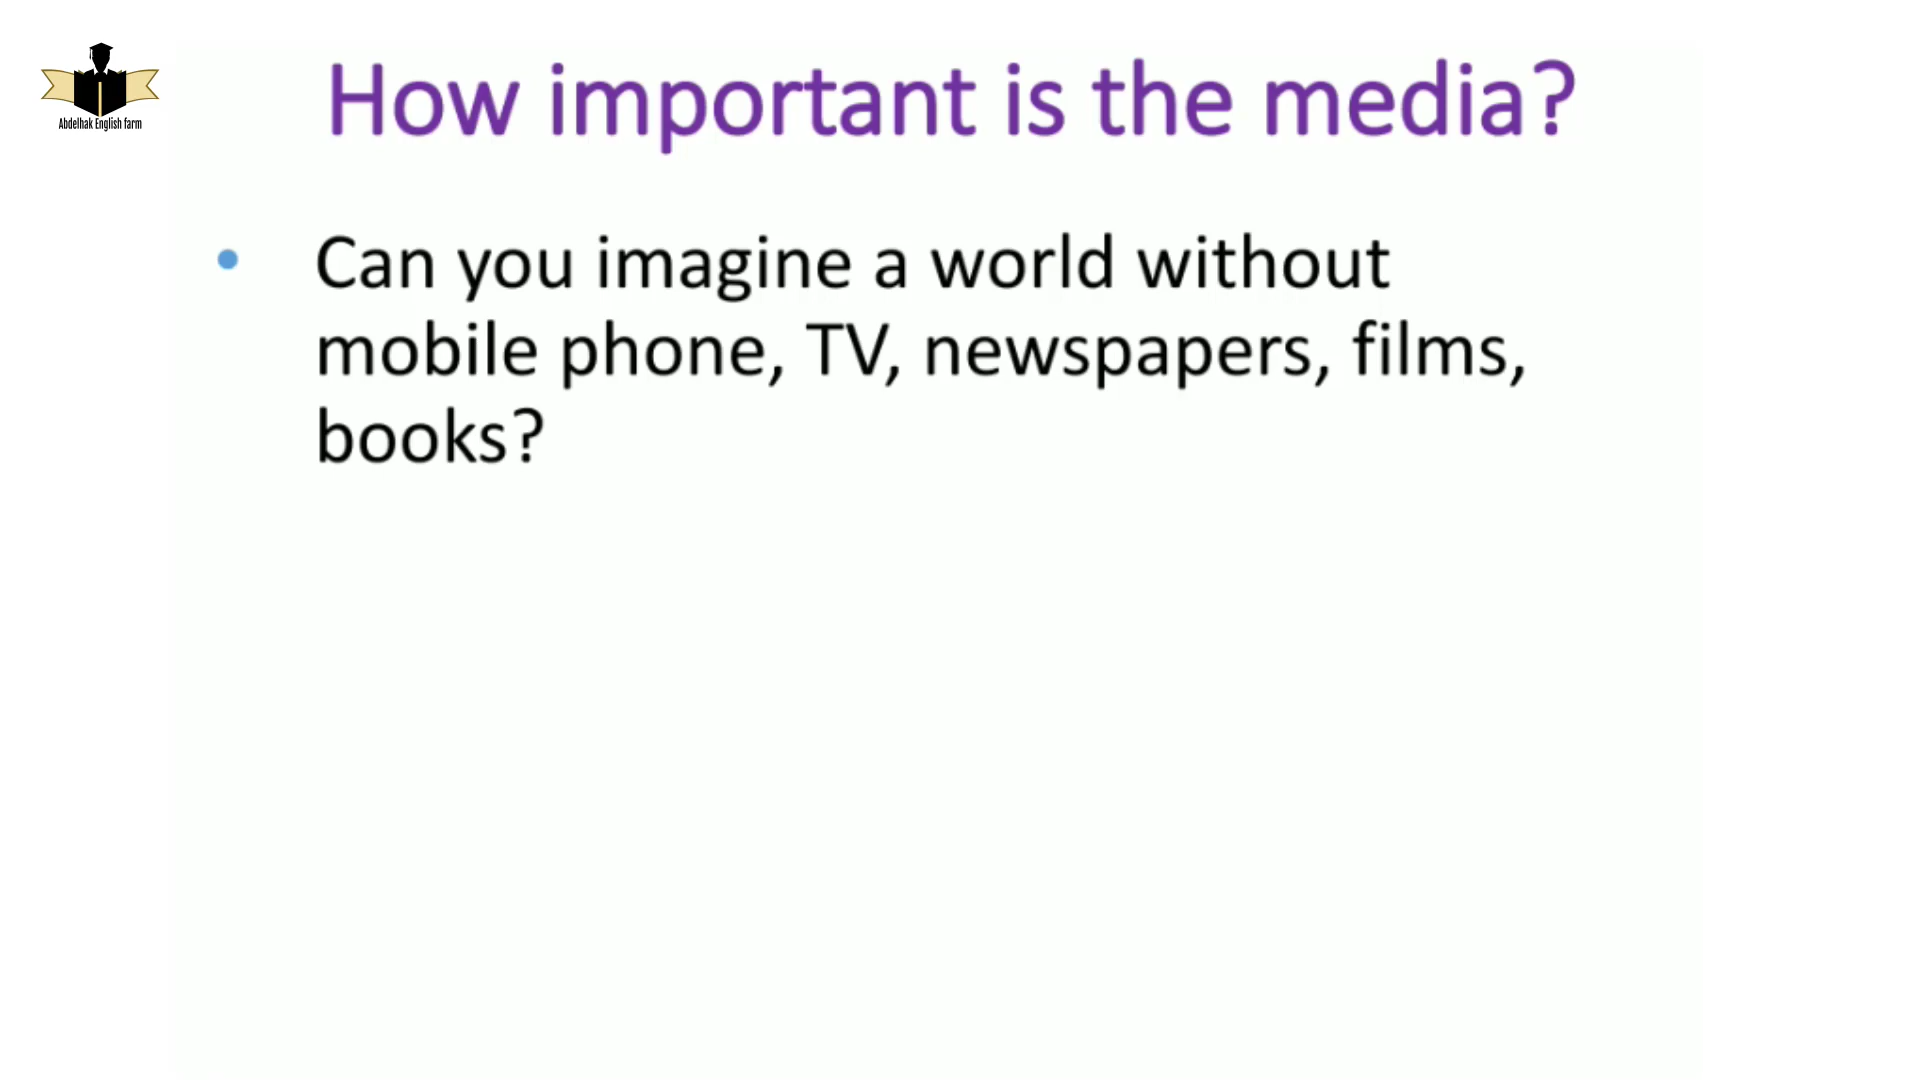 Abdelhak English farm
How important is the media?
• Can you imagine a world without
mobile phone, TV, newspapers, films,
books?